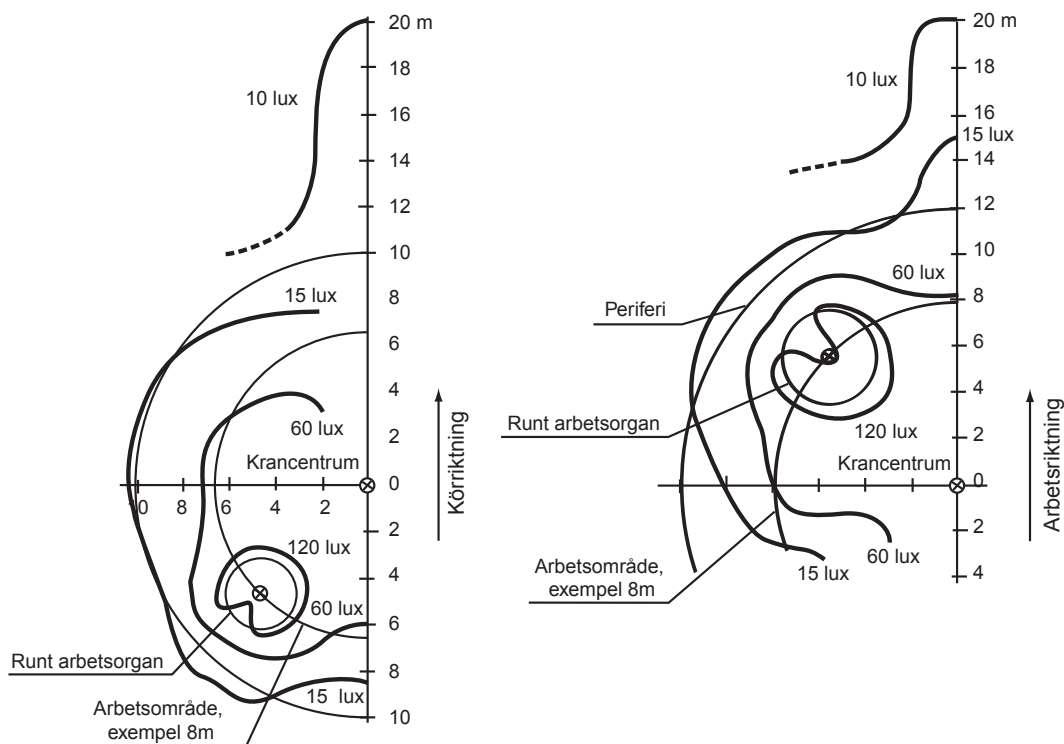 20 m
18
10 lux
16
14
12
10
15 lux
8
6
4
60 lux
2
Krancentrum
0
10 8 6 4 2
Körriktning
2
120 lux
4
60 lux
6
Runt arbetsorgan
8
15 lux
Arbetsområde,
exempel 8m
10
20 m
18
10 lux
16
15 lux
14
12
10
60 lux
Periferi
8
6
4
Runt arbetsorgan
120 lux
2
Krancentrum
0
Arbetsriktning
2
Arbetsområde,
exempel 8m
60 lux
15 lux
4